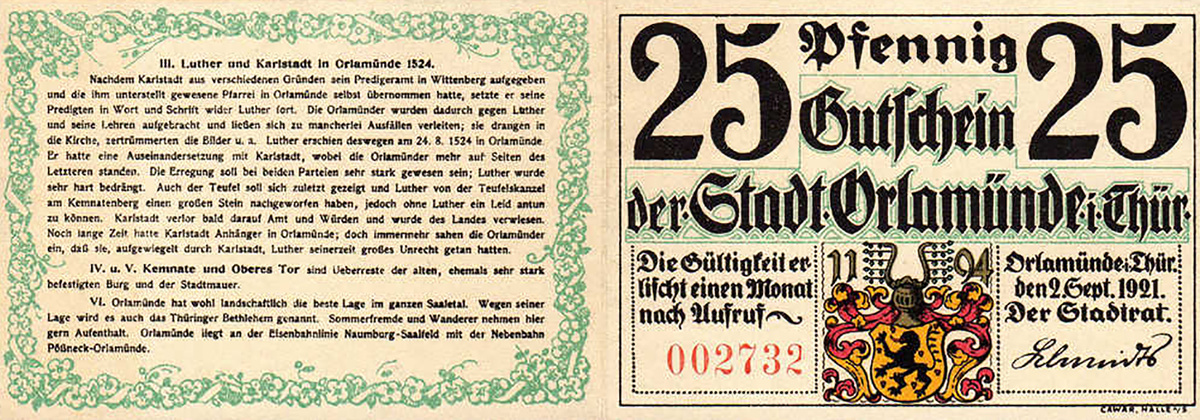 III. Luther und Karlstadt in Orlamünde 1524.
Nachdem Karlstadt aus verschiedenen Gründen sein Predigeramt in Wittenberg aufgegeben
und die ihm unterstellt gewesene Pfarrei in Orlamünde selbst übernommen hatte, setzte er seine
Predigten in Wort und Schrift wider Luther fort. Die Orlamünder wurden dadurch gegen Luther
und seine Lehren aufgebracht und ließen sich zu mancherlei Ausfällen verleiten; sie drangen in
die Kirche, zertrümmerten die Bilder u. a. Luther erschien deswegen am 24. 8. 1524 in Orlamünde.
Er hatte eine Auseinandersetzung mit Karlstadt, wobei die Orlamünder mehr auf Seiten des
Letzteren standen. Die Erregung soll bei beiden Parteien sehr stark gewesen sein; Luther wurde
sehr hart bedrängt. Auch der Teufel soll sich zuletzt gezeigt und Luther von der Teufelskanzel
am Kemnatenberg einen großen Stein nachgeworfen haben, jedoch ohne Luther ein Leid antun
zu können. Karlstadt verlor bald darauf Amt und Würden und wurde des Landes verwiesen.
Noch lange Zeit hatte Karlstadt Anhänger in Orlamünde; doch immermehr sahen die Orlamünder
ein, daß sie, aufgewiegelt durch Karlstadt, Luther seinerzeit großes Unrecht getan hatten.
IV. u. V. Kemnate und Oberes Tor sind Ueberreste der alten, ehemals sehr stark
befestigten Burg und der Stadtmauer.
VI. Orlamünde hat wohl landschaftlich die beste Lage im ganzen Saaletal. Wegen seiner
Lage wird es auch das Thüringer Bethlehem genannt. Sommerfremde und Wanderer nehmen hier
gern Aufenthalt. Orlamünde liegt an der Eisenbahnlinie Naumburg-Saalfeld mit der Nebenbahn
Pößneck-Orlamünde.
25 Pfennig 25
Gutschein
der Stadt Orlamünde i. Thür.
Die Gültigkeit er-
lischt einen Monat
nach Aufruf
002732
11 94
Orlamünde i. Thür.
den 2. Sept. 1921.
Der Stadtrat.
Schmidt
CAWAR, HALLE a/S